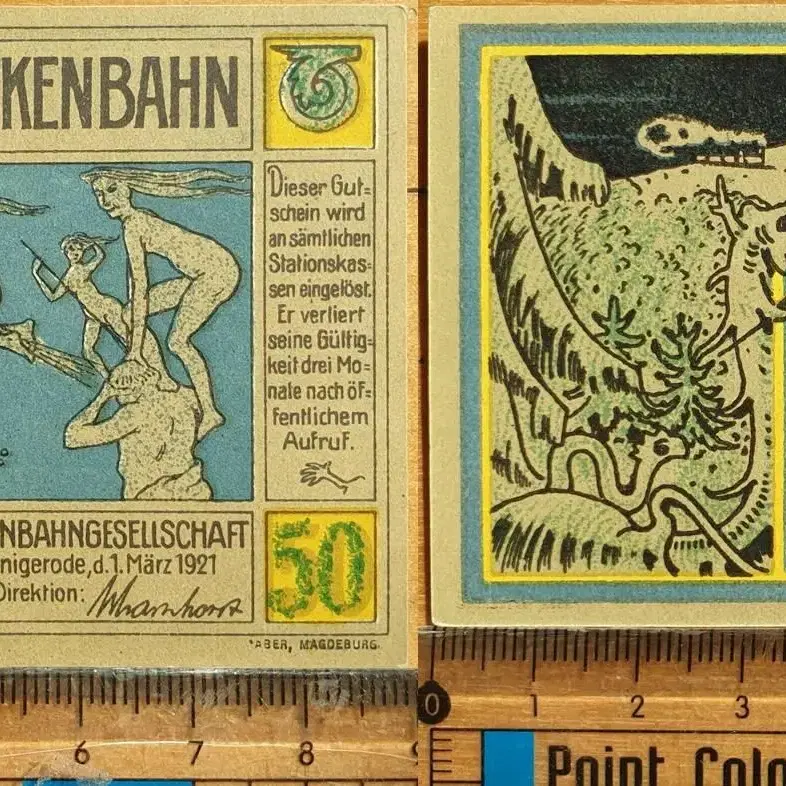 KENBAHN
Dieser Gut=
schein wird
an sämtlichen
Stationskas=
sen eingelöst.
Er verliert
seine Gültig=
keit drei Mo=
nate nach öf=
fentlichem
Aufruf.
NBAHNGESELLSCHAFT
nigerode, d. 1. März 1921
Direktion:
50
ABER, MAGDEBURG.
6 7 8 9
0 1 2 3
Point Colo